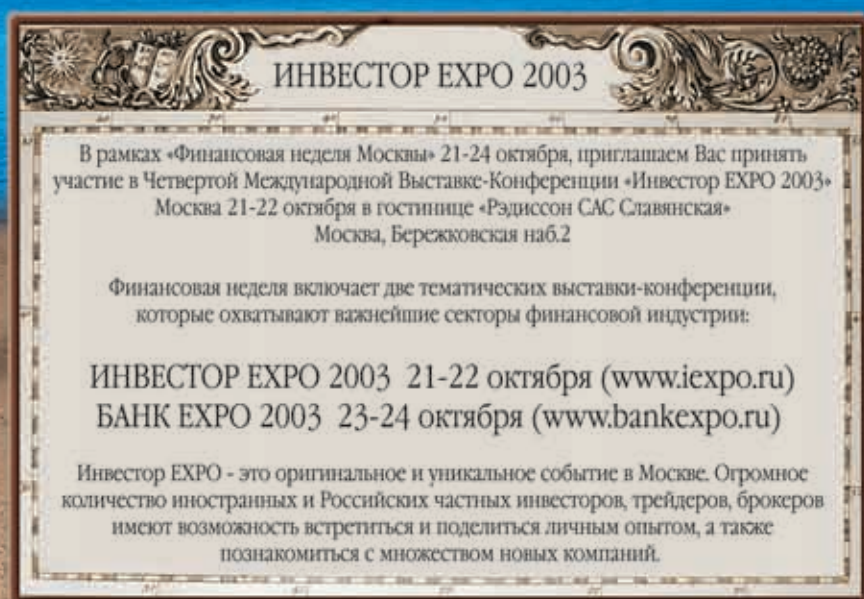 ИНВЕСТОР EXPO 2003
В рамках «Финансовая неделя Москвы» 21-24 октября, приглашаем Вас принять
участие в Четвертой Международной Выставке-Конференции «Инвестор EXPO 2003»
Москва 21-22 октября в гостинице «Рэдиссон САС Славянская»
Москва, Бережковская наб.2
Финансовая неделя включает две тематических выставки-конференции,
которые охватывают важнейшие секторы финансовой индустрии:
ИНВЕСТОР EXPO 2003 21-22 октября (www.iexpo.ru)
БАНК EXPO 2003 23-24 октября (www.bankexpo.ru)
Инвестор EXPO - это оригинальное и уникальное событие в Москве. Огромное
количество иностранных и Российских частных инвесторов, трейдеров, брокеров
имеют возможность встретиться и поделиться личным опытом, а также
познакомиться с множеством новых компаний.